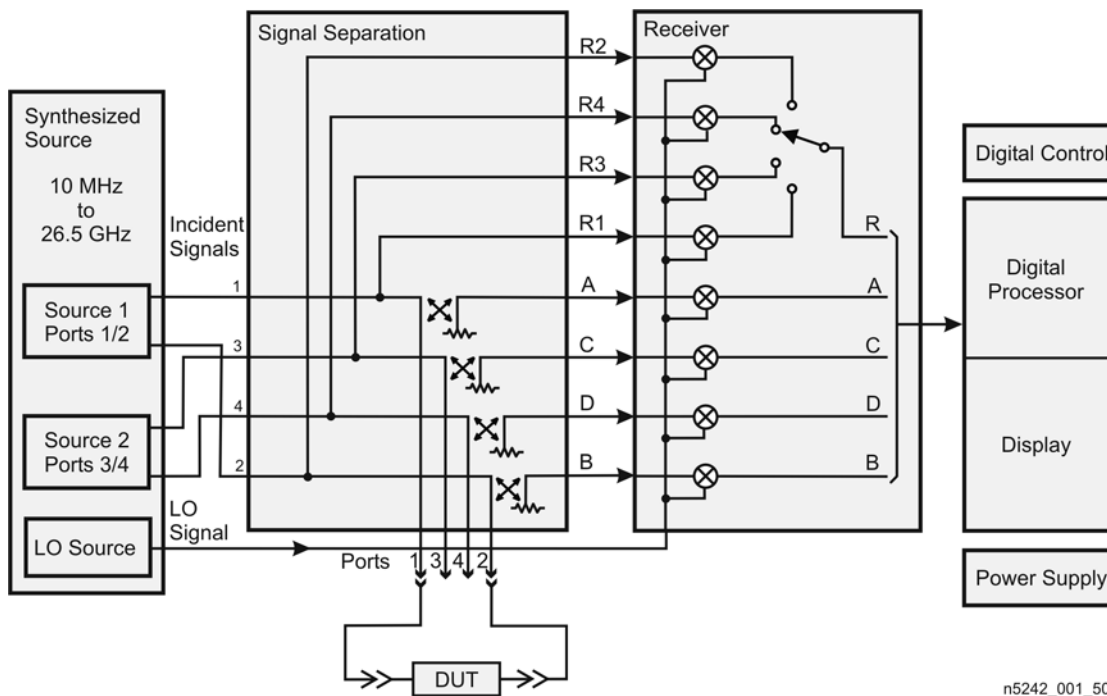 Signal Separation
Receiver
R2
R4
R3
R1
A
C
D
B
Synthesized
Source
10 MHz
to
26.5 GHz
Incident
Signals
1
3
4
2
Source 1
Ports 1/2
Source 2
Ports 3/4
LO Source
LO
Signal
Ports
1
3
4
2
DUT
R
A
C
D
B
Digital Control
Digital
Processor
Display
Power Supply
n5242_001_50